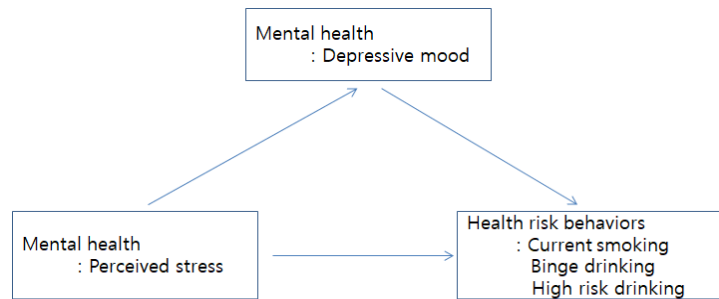 Mental health
: Depressive mood
Mental health
: Perceived stress
Health risk behaviors
: Current smoking
Binge drinking
High risk drinking